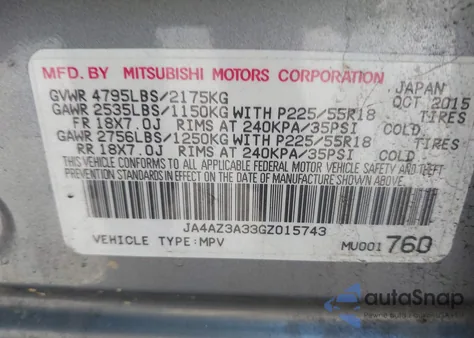 MFD. BY MITSUBISHI MOTORS CORPORATION
GVWR 4795LBS/2175KG JAPAN
GAWR 2535LBS/1150KG WITH P225/55R18 OCT 2015 TIRES
FR 18X7.0J RIMS AT 240KPA/35PSI COLD
GAWR 2756LBS/1250KG WITH P225/55R18 TIRES
RR 18X7.0J RIMS AT 240KPA/35PSI COLD
THIS VEHICLE CONFORMS TO ALL APPLICABLE FEDERAL MOTOR VEHICLE SAFETY, BUMPER AND
THEFT PREVENTION STANDARDS IN EFFECT ON THE DATE OF MANUFACTURE SHOWN ABOVE.
JA4AZ3A33GZ015743
VEHICLE TYPE:MPV MU001 760
autoSnap